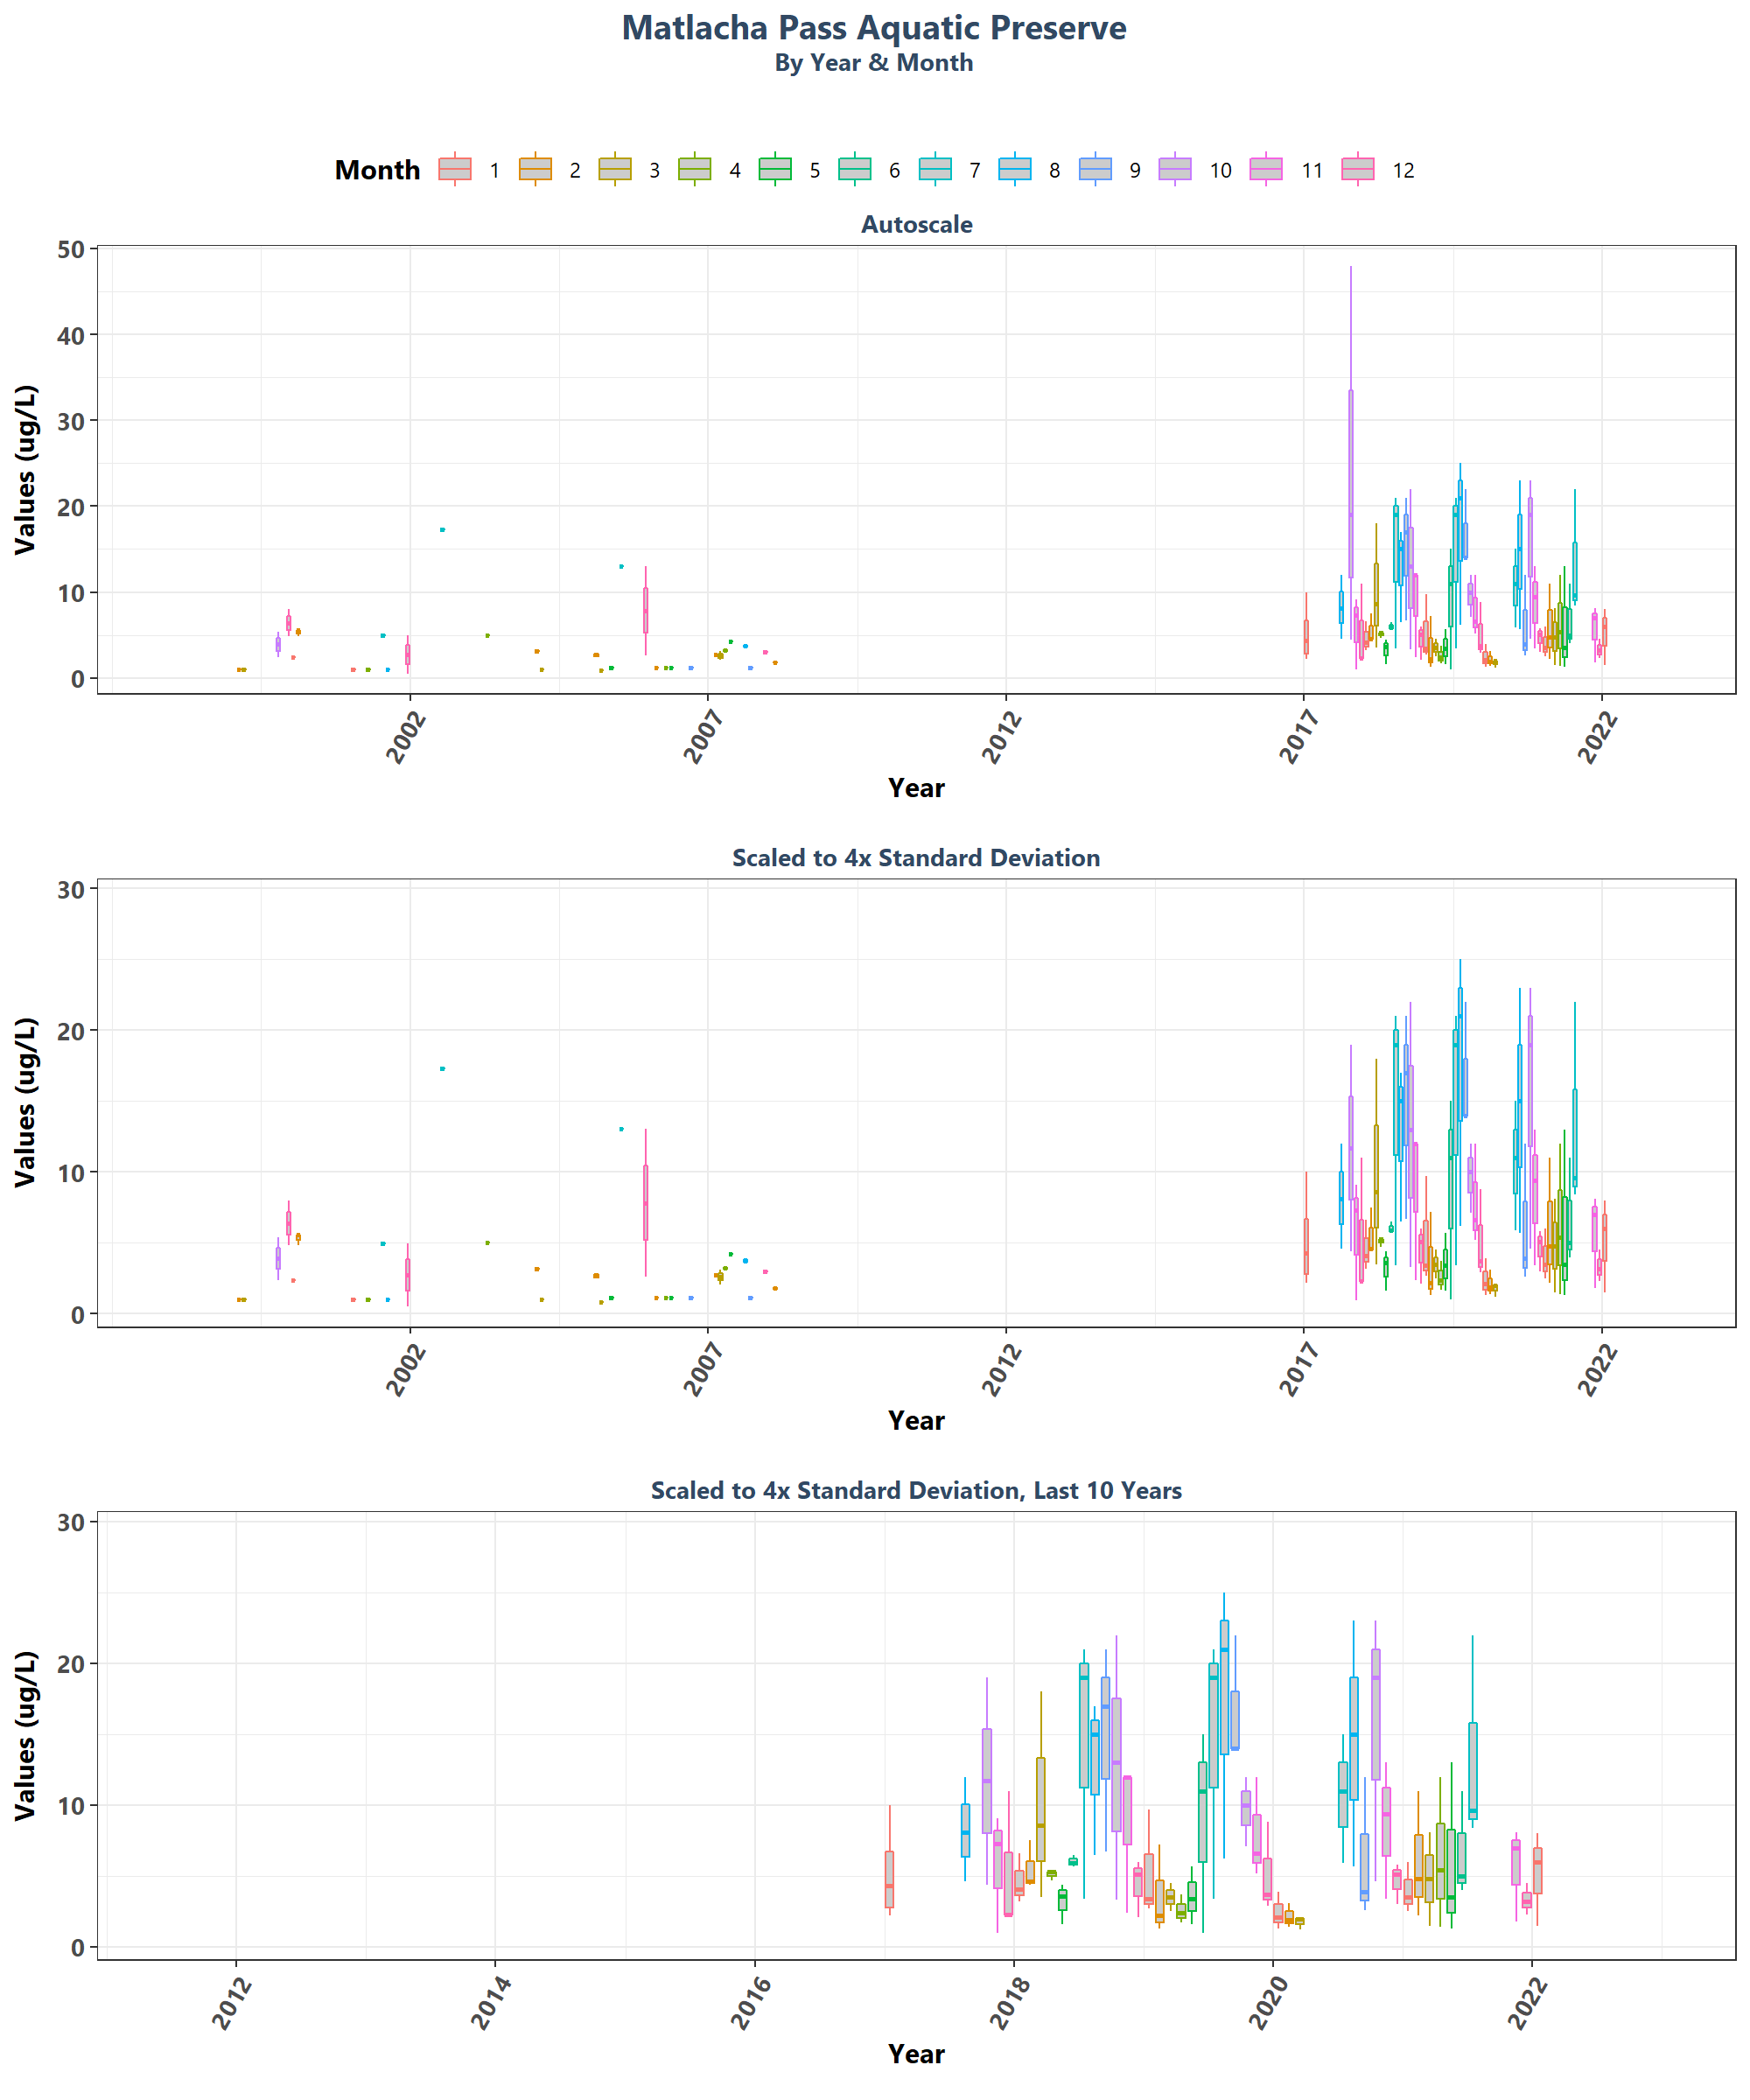 Matlacha Pass Aquatic Preserve
By Year & Month
Month 1 2 3 4 5 6 7 8 9 10 11 12
Autoscale
Values (ug/L)
50
40
30
20
10
0
2002 2007 2012 2017 2022
Year
Scaled to 4x Standard Deviation
Values (ug/L)
30
20
10
0
2002 2007 2012 2017 2022
Year
Scaled to 4x Standard Deviation, Last 10 Years
Values (ug/L)
30
20
10
0
2012 2014 2016 2018 2020 2022
Year